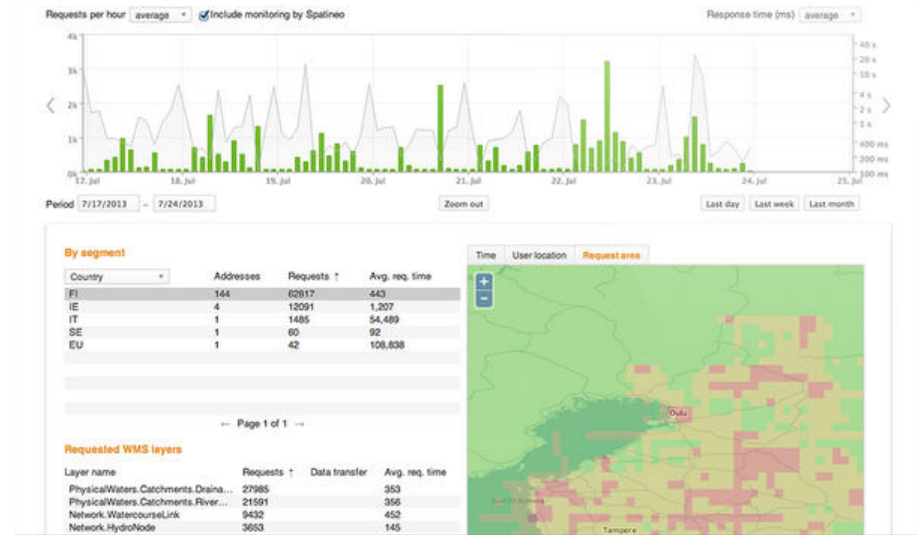 Requests per hour average Include monitoring by Spatineo Response time (ms) average
4k
3k
2k
1k
0k
40 s
20 s
10 s
4 s
2 s
1 s
400 ms
200 ms
100 ms
17. Jul 18. Jul 19. Jul 20. Jul 21. Jul 22. Jul 23. Jul 24. Jul 25. Jul
Period 7/17/2013 – 7/24/2013 Zoom out Last day Last week Last month
By segment
Country Addresses Requests ↑ Avg. req. time
FI 144 62817 443
IE 4 12091 1,207
IT 1 1485 54,489
SE 1 60 92
EU 1 42 108,838
← Page 1 of 1 →
Requested WMS layers
Layer name Requests ↑ Data transfer Avg. req. time
PhysicalWaters.Catchments.Draina... 27985 353
PhysicalWaters.Catchments.River... 21591 356
Network.WatercourseLink 9432 452
Network.HydroNode 3653 145
Time User location Request area
+
−
Oulu
Tampere